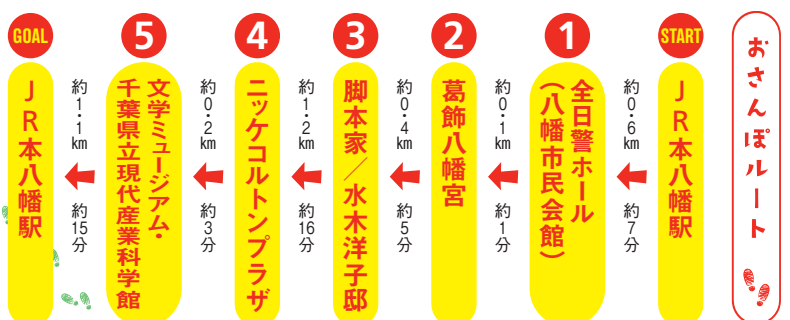 おさんぽルート
START
JR本八幡駅
約0・6km
約7分
1
全日警ホール
(八幡市民会館)
約0・1km
約1分
2
葛飾八幡宮
約0・4km
約5分
3
脚本家/水木洋子邸
約1・2km
約16分
4
ニッケコルトンプラザ
約0・2km
約3分
5
文学ミュージアム・
千葉県立現代産業科学館
約1・1km
約15分
GOAL
JR本八幡駅